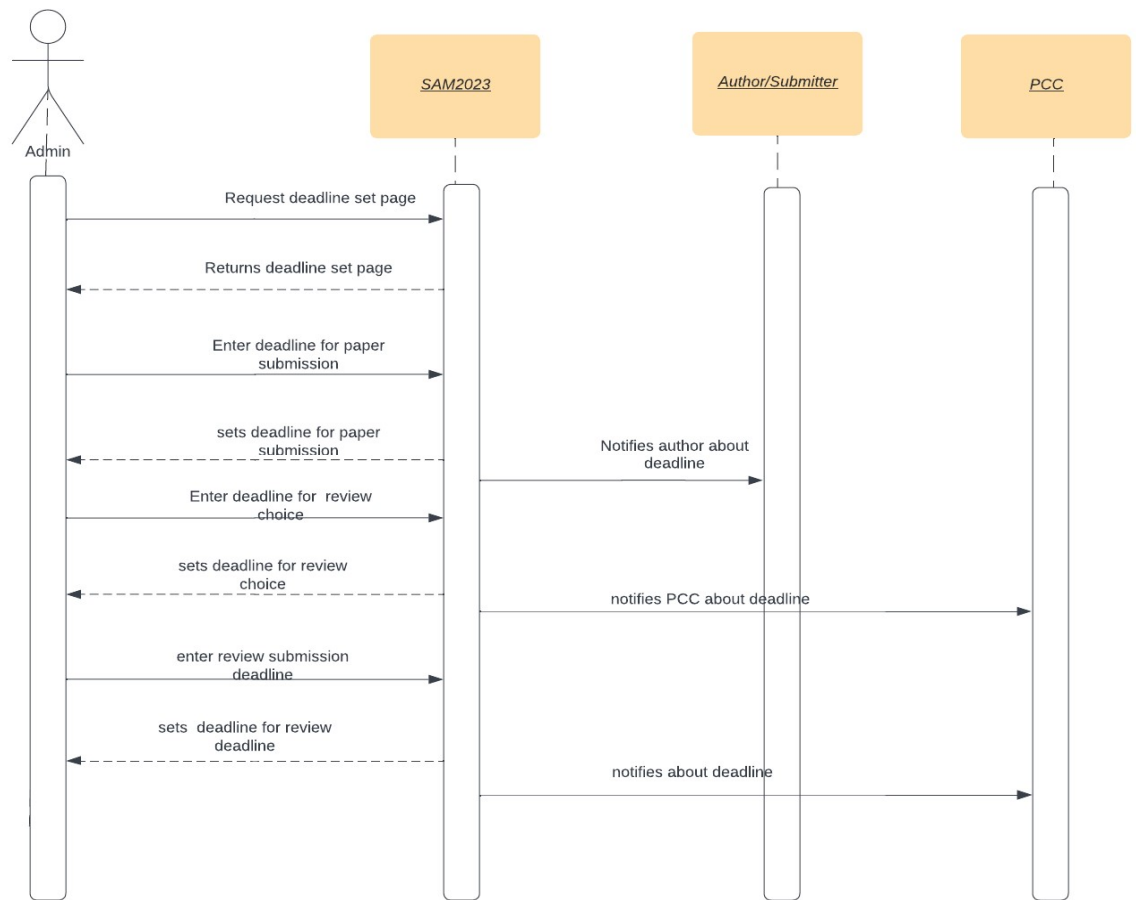 SAM2023
Author/Submitter
PCC
Admin
Request deadline set page
Returns deadline set page
Enter deadline for paper
submission
sets deadline for paper
submission
Notifies author about
deadline
Enter deadline for  review
choice
sets deadline for review
choice
notifies PCC about deadline
enter review submission
deadline
sets  deadline for review
deadline
notifies about deadline